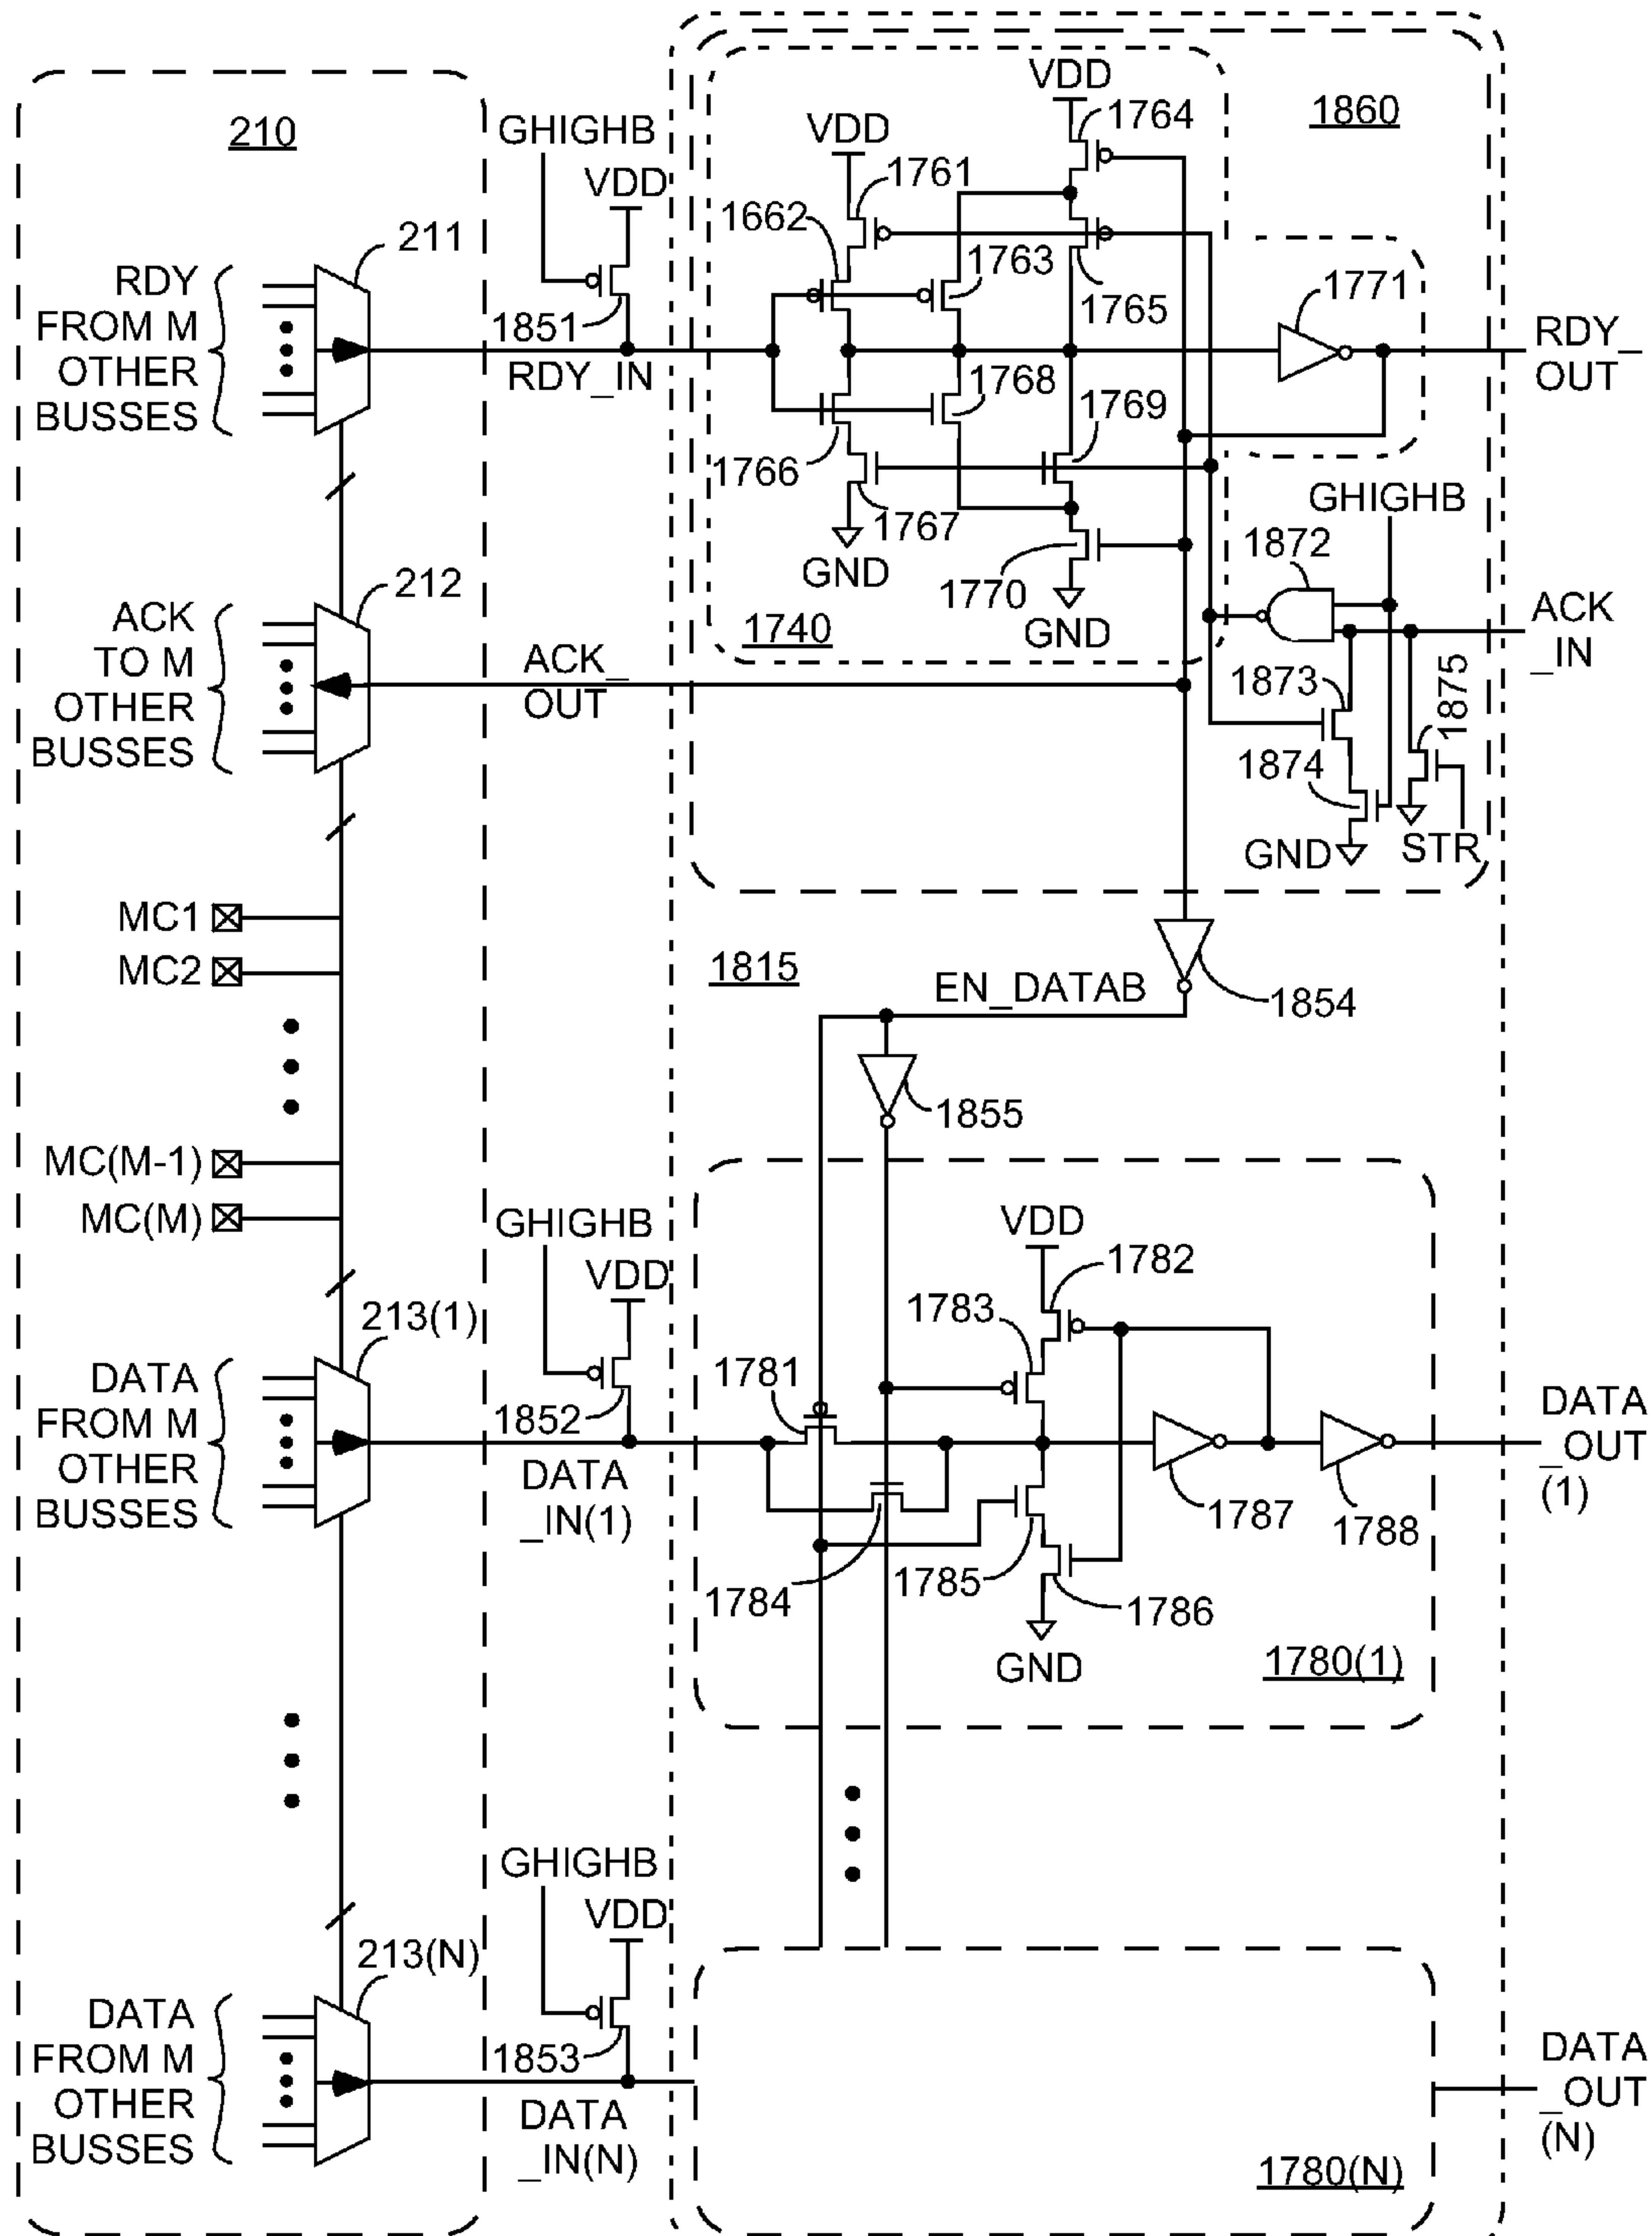 210
GHIGHB
VDD
211
RDY
FROM M
OTHER
BUSSES
1851
RDY_IN
VDD
1761
1662
1763
VDD
1764
1765
1860
1771
RDY_
OUT
1768
1769
1766
1767
GND
1770
GND
1740
GHIGHB
1872
ACK
_IN
1873
1875
1874
GND
STR
212
ACK
TO M
OTHER
BUSSES
ACK_
OUT
MC1
MC2
MC(M-1)
MC(M)
1815
EN_DATAB
1854
1855
213(1)
DATA
FROM M
OTHER
BUSSES
GHIGHB
VDD
1852
DATA
_IN(1)
VDD
1782
1783
1781
1784
1785
1786
GND
1787
1788
1780(1)
DATA
_OUT
(1)
213(N)
DATA
FROM M
OTHER
BUSSES
GHIGHB
VDD
1853
DATA
_IN(N)
1780(N)
DATA
_OUT
(N)